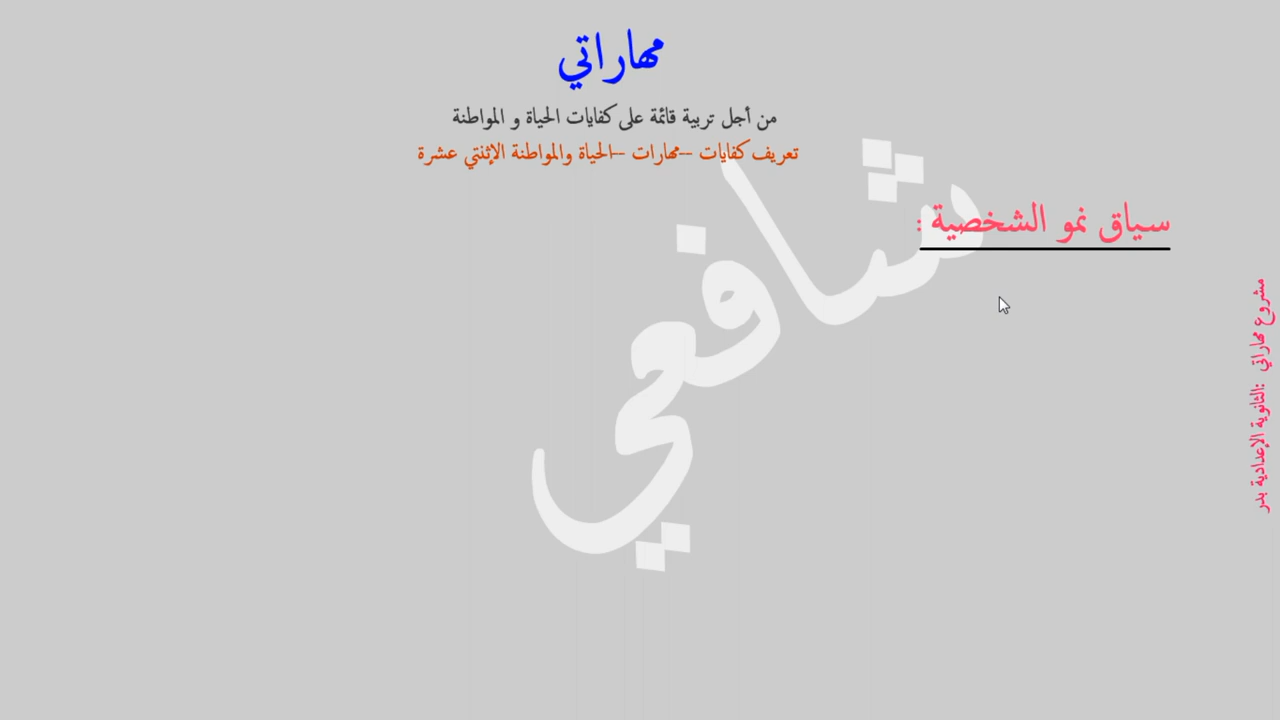 مهاراتي
من أجل تربية قائمة على كفايات الحياة و المواطنة
تعريف كفايات –مهارات –الحياة والمواطنة الإثنتي عشرة
سياق نمو الشخصية :
شافعي
مشروع مهاراتي :الثانوية الإعدادية بدر